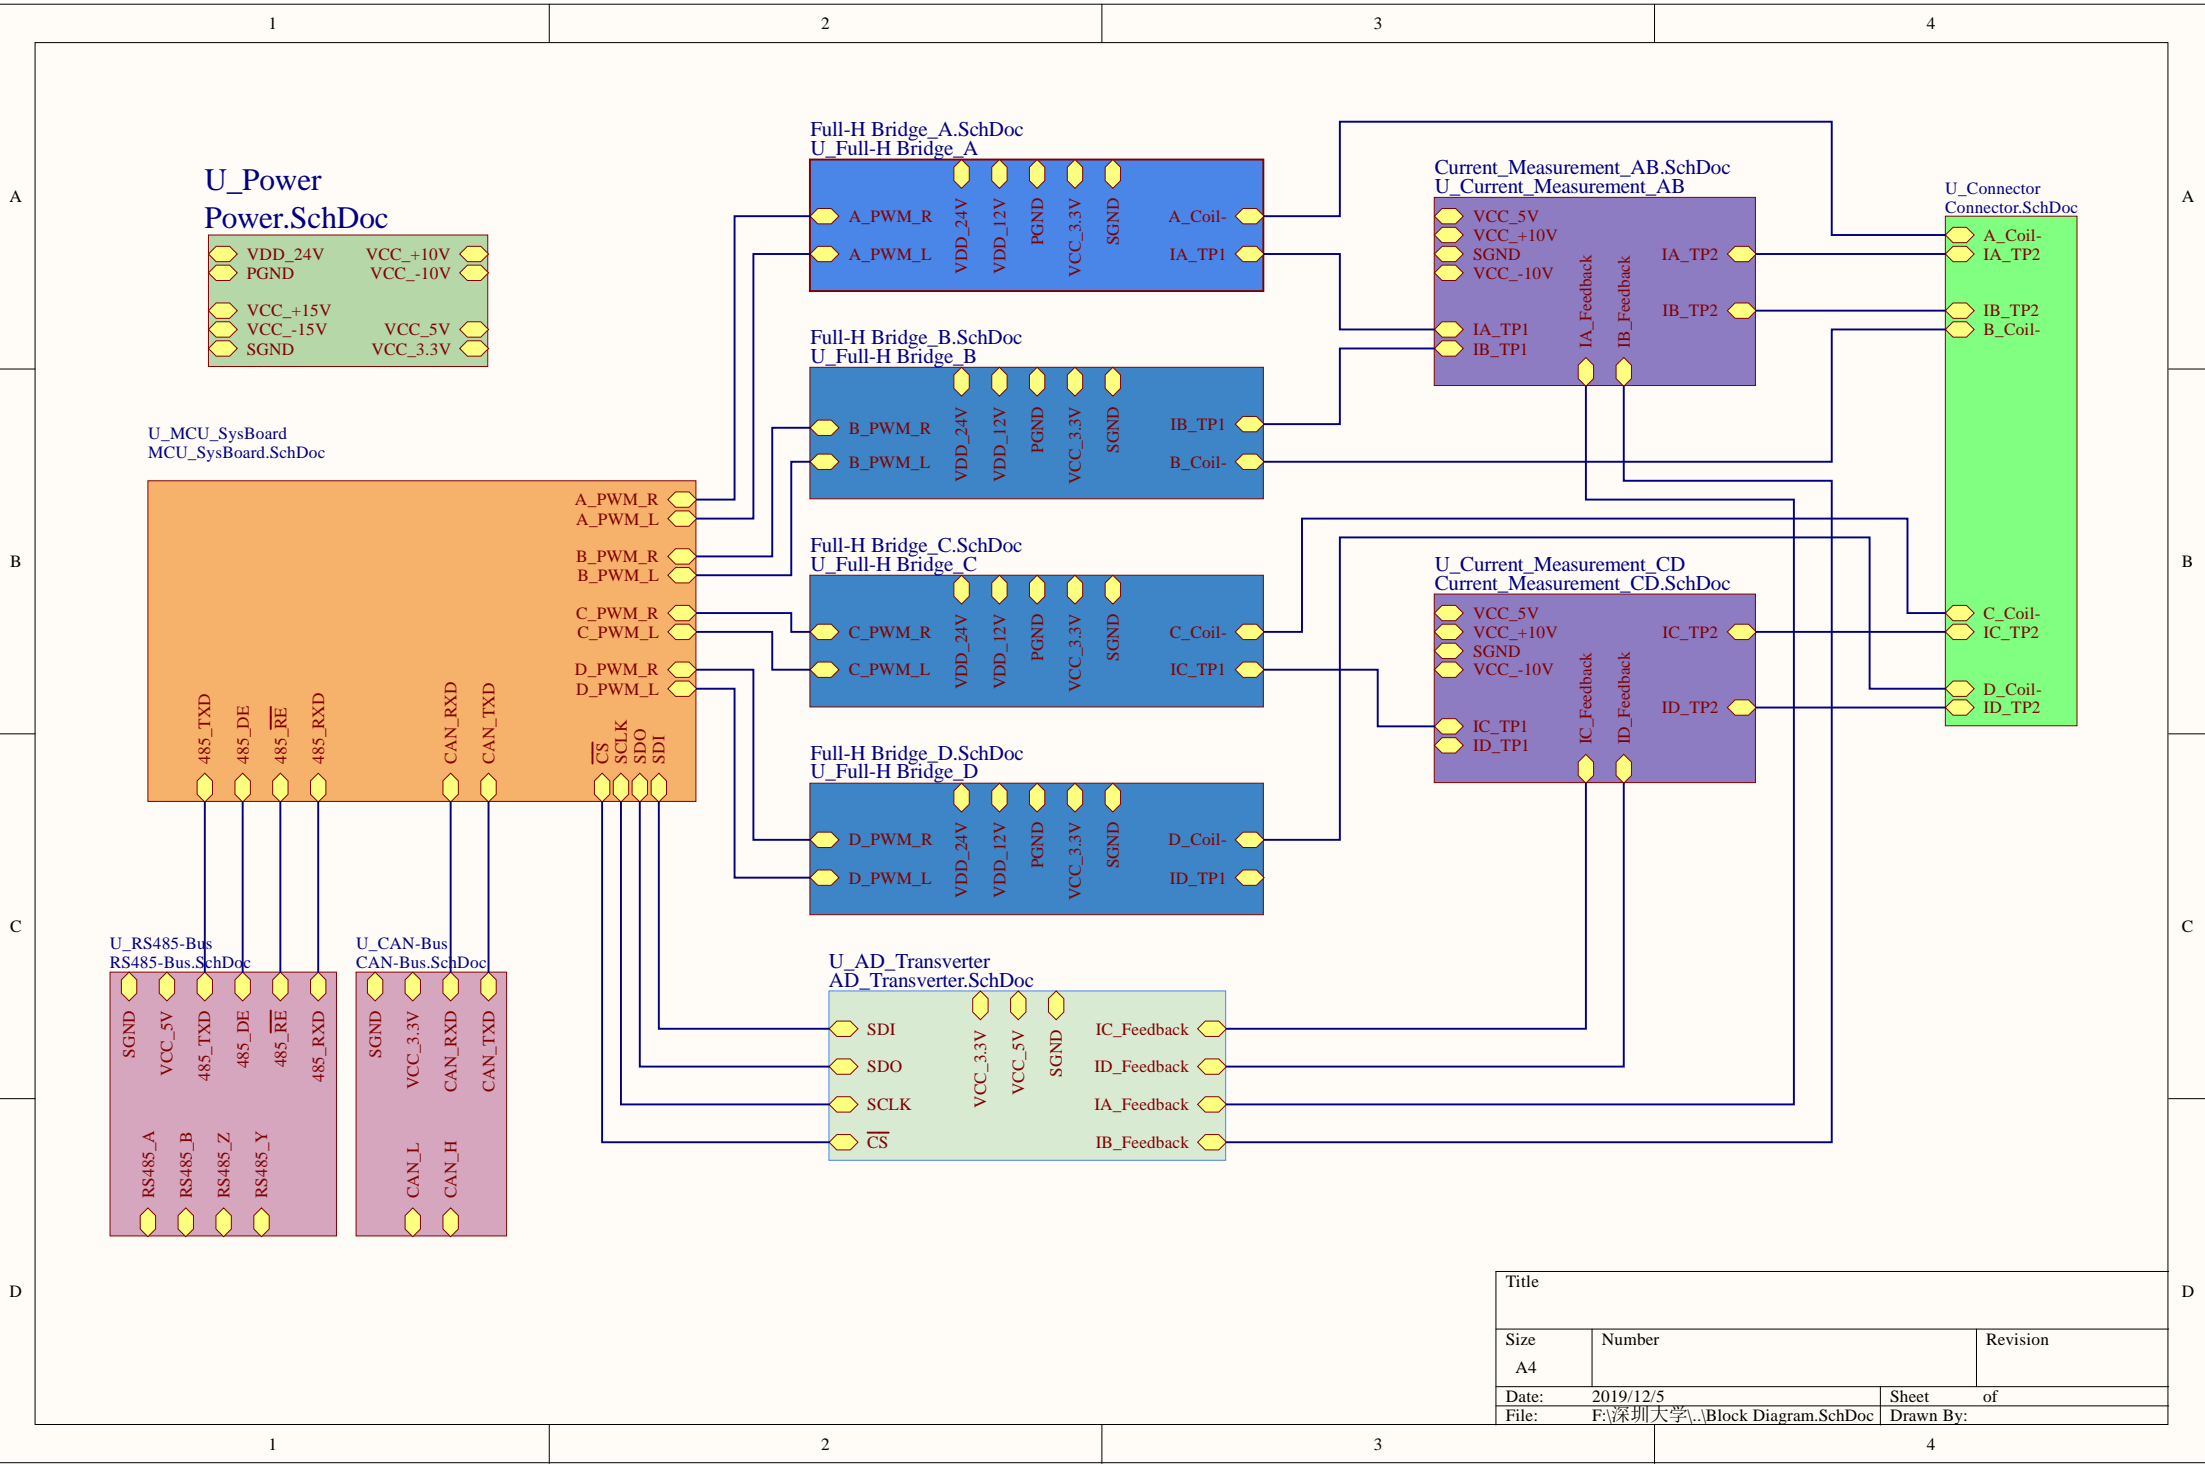 1 2 3 4
A
B
C
D
U_Power
Power.SchDoc
VDD_24V VCC_+10V
PGND VCC_-10V
VCC_+15V
VCC_-15V VCC_5V
SGND VCC_3.3V
U_MCU_SysBoard
MCU_SysBoard.SchDoc
A_PWM_R
A_PWM_L
B_PWM_R
B_PWM_L
C_PWM_R
C_PWM_L
D_PWM_R
D_PWM_L
485_TXD
485_DE
485_RE
485_RXD
CAN_RXD
CAN_TXD
CS
SCLK
SDO
SDI
U_RS485-Bus
RS485-Bus.SchDoc
SGND
VCC_5V
485_TXD
485_DE
485_RE
485_RXD
RS485_A
RS485_B
RS485_Z
RS485_Y
U_CAN-Bus
CAN-Bus.SchDoc
SGND
VCC_3.3V
CAN_RXD
CAN_TXD
CAN_L
CAN_H
Full-H Bridge_A.SchDoc
U_Full-H Bridge_A
A_PWM_R
A_PWM_L
VDD_24V
VDD_12V
PGND
VCC_3.3V
SGND
A_Coil-
IA_TP1
Full-H Bridge_B.SchDoc
U_Full-H Bridge_B
B_PWM_R
B_PWM_L
VDD_24V
VDD_12V
PGND
VCC_3.3V
SGND
IB_TP1
B_Coil-
Full-H Bridge_C.SchDoc
U_Full-H Bridge_C
C_PWM_R
C_PWM_L
VDD_24V
VDD_12V
PGND
VCC_3.3V
SGND
C_Coil-
IC_TP1
Full-H Bridge_D.SchDoc
U_Full-H Bridge_D
D_PWM_R
D_PWM_L
VDD_24V
VDD_12V
PGND
VCC_3.3V
SGND
D_Coil-
ID_TP1
U_AD_Transverter
AD_Transverter.SchDoc
SDI
SDO
SCLK
CS
VCC_3.3V
VCC_5V
SGND
IC_Feedback
ID_Feedback
IA_Feedback
IB_Feedback
Current_Measurement_AB.SchDoc
U_Current_Measurement_AB
VCC_5V
VCC_+10V
SGND
VCC_-10V
IA_TP1
IB_TP1
IA_Feedback
IB_Feedback
IA_TP2
IB_TP2
U_Current_Measurement_CD
Current_Measurement_CD.SchDoc
VCC_5V
VCC_+10V
SGND
VCC_-10V
IC_TP1
ID_TP1
IC_Feedback
ID_Feedback
IC_TP2
ID_TP2
U_Connector
Connector.SchDoc
A_Coil-
IA_TP2
IB_TP2
B_Coil-
C_Coil-
IC_TP2
D_Coil-
ID_TP2
A
B
C
D
Title
Size Number Revision
A4
Date: 2019/12/5 Sheet of
File: F:\深圳大学\..\Block Diagram.SchDoc Drawn By:
1 2 3 4